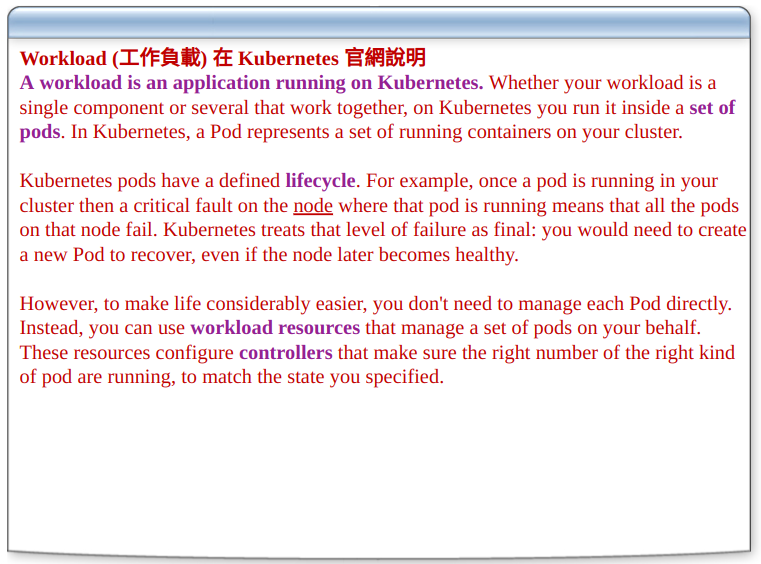 Workload (工作負載) 在 Kubernetes 官網說明
A workload is an application running on Kubernetes. Whether your workload is a
single component or several that work together, on Kubernetes you run it inside a set of
pods. In Kubernetes, a Pod represents a set of running containers on your cluster.
Kubernetes pods have a defined lifecycle. For example, once a pod is running in your
cluster then a critical fault on the node where that pod is running means that all the pods
on that node fail. Kubernetes treats that level of failure as final: you would need to create
a new Pod to recover, even if the node later becomes healthy.
However, to make life considerably easier, you don't need to manage each Pod directly.
Instead, you can use workload resources that manage a set of pods on your behalf.
These resources configure controllers that make sure the right number of the right kind
of pod are running, to match the state you specified.